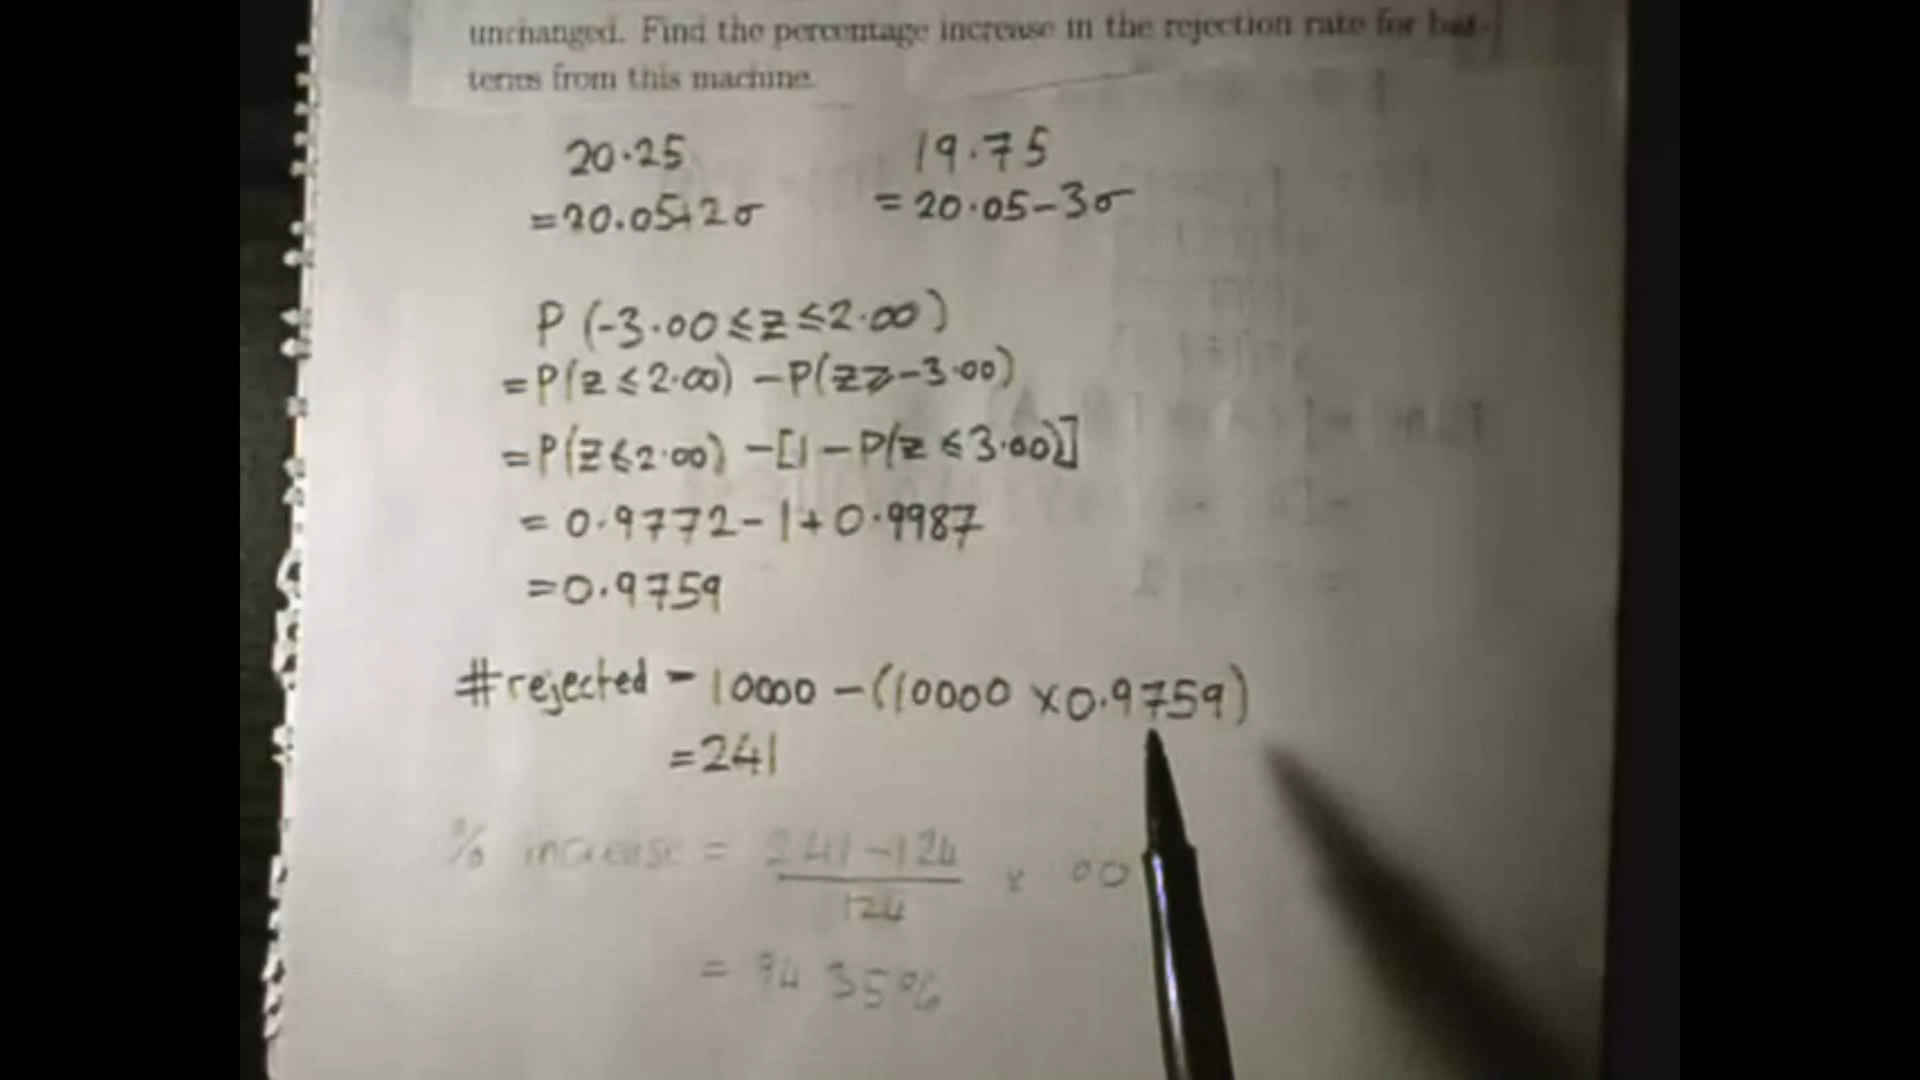 unchanged. Find the percentage increase in the rejection rate for bat-
teries from this machine.
20.25 19.75
=20.05+2σ =20.05-3σ
P(-3.00≤z≤2.00)
=P(z≤2.00) -P(z≥-3.00)
=P(z≤2.00) -[1-P(z≤3.00)]
= 0.9772-1+0.9987
=0.9759
#rejected = 10000-(10000 x0.9759)
=241
% increase = 241-124
124
x 00
= 94 35%